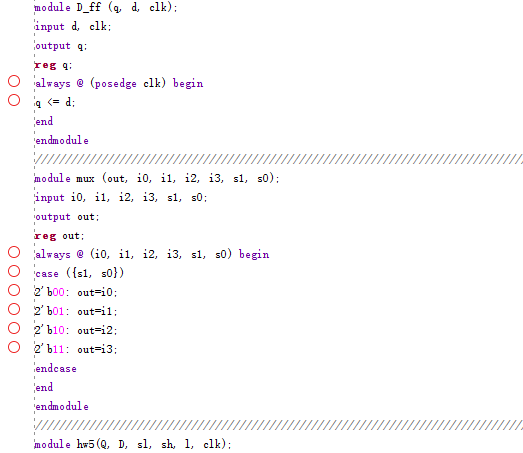 module D_ff (q, d, clk);
input d, clk;
output q;
reg q;
always @ (posedge clk) begin
q <= d;
end
endmodule
//////////////////////////////////////////////////////////////////////////////////
module mux (out, i0, i1, i2, i3, s1, s0);
input i0, i1, i2, i3, s1, s0;
output out;
reg out;
always @ (i0, i1, i2, i3, s1, s0) begin
case ({s1, s0})
2'b00: out=i0;
2'b01: out=i1;
2'b10: out=i2;
2'b11: out=i3;
endcase
end
endmodule
//////////////////////////////////////////////////////////////////////////////////
module hw5(Q, D, sl, sh, l, clk);